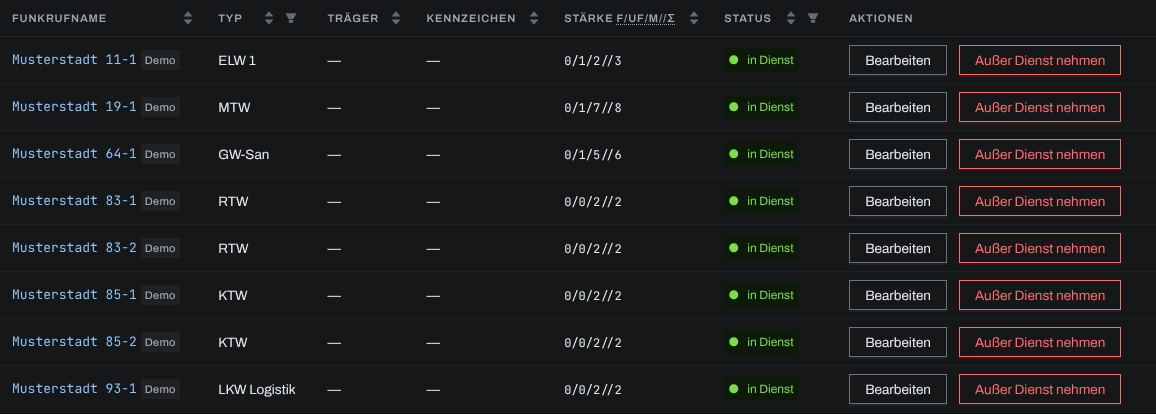 FUNKRUFNAME TYP TRÄGER KENNZEICHEN STÄRKE F/UF/M//Σ STATUS AKTIONEN
Musterstadt 11-1 Demo ELW 1 — — 0/1/2//3 in Dienst Bearbeiten Außer Dienst nehmen
Musterstadt 19-1 Demo MTW — — 0/1/7//8 in Dienst Bearbeiten Außer Dienst nehmen
Musterstadt 64-1 Demo GW-San — — 0/1/5//6 in Dienst Bearbeiten Außer Dienst nehmen
Musterstadt 83-1 Demo RTW — — 0/0/2//2 in Dienst Bearbeiten Außer Dienst nehmen
Musterstadt 83-2 Demo RTW — — 0/0/2//2 in Dienst Bearbeiten Außer Dienst nehmen
Musterstadt 85-1 Demo KTW — — 0/0/2//2 in Dienst Bearbeiten Außer Dienst nehmen
Musterstadt 85-2 Demo KTW — — 0/0/2//2 in Dienst Bearbeiten Außer Dienst nehmen
Musterstadt 93-1 Demo LKW Logistik — — 0/0/2//2 in Dienst Bearbeiten Außer Dienst nehmen